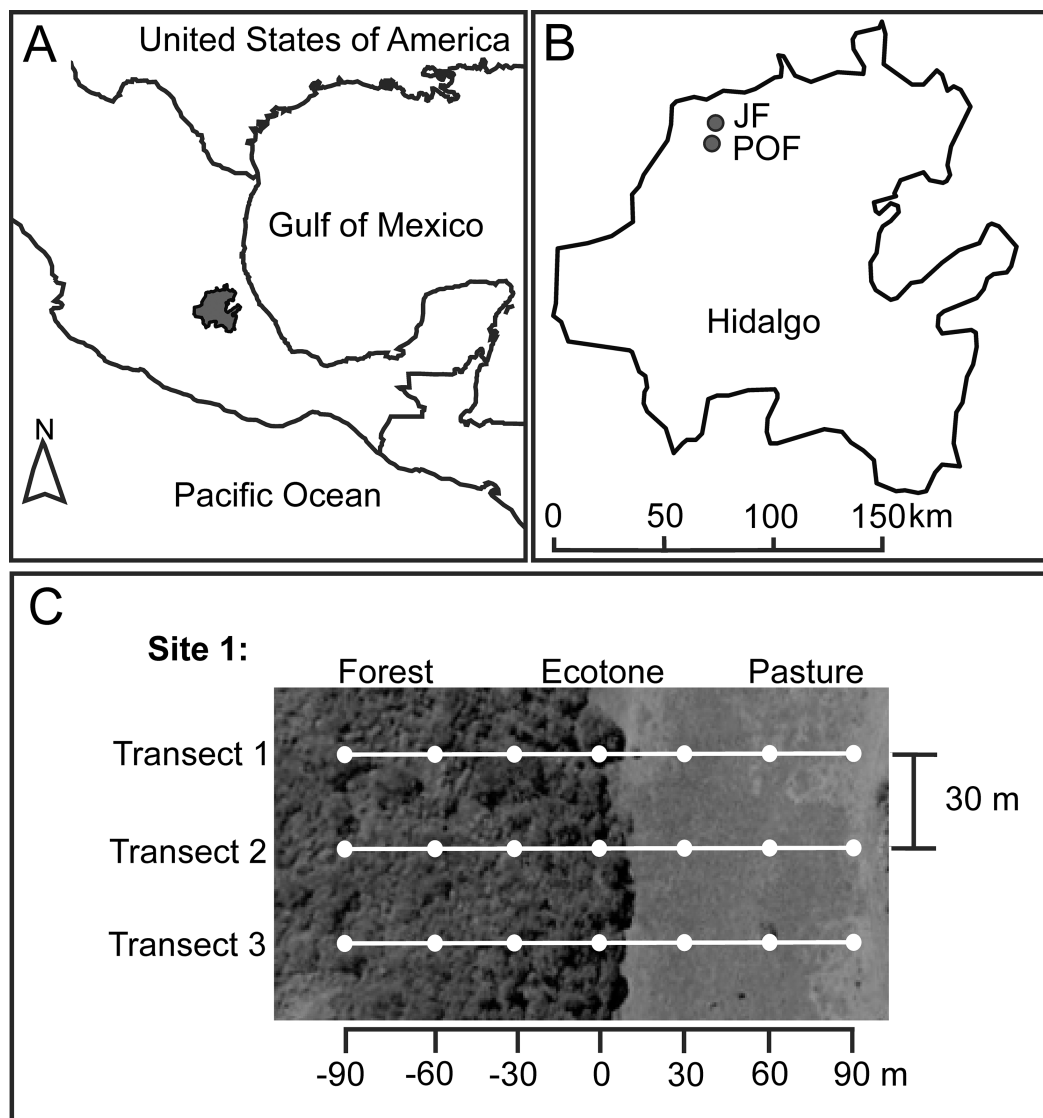 A
United States of America
Gulf of Mexico
N
Pacific Ocean
B
JF
POF
Hidalgo
0 50 100 150km
C
Site 1:
Forest Ecotone Pasture
Transect 1
30 m
Transect 2
Transect 3
-90 -60 -30 0 30 60 90 m